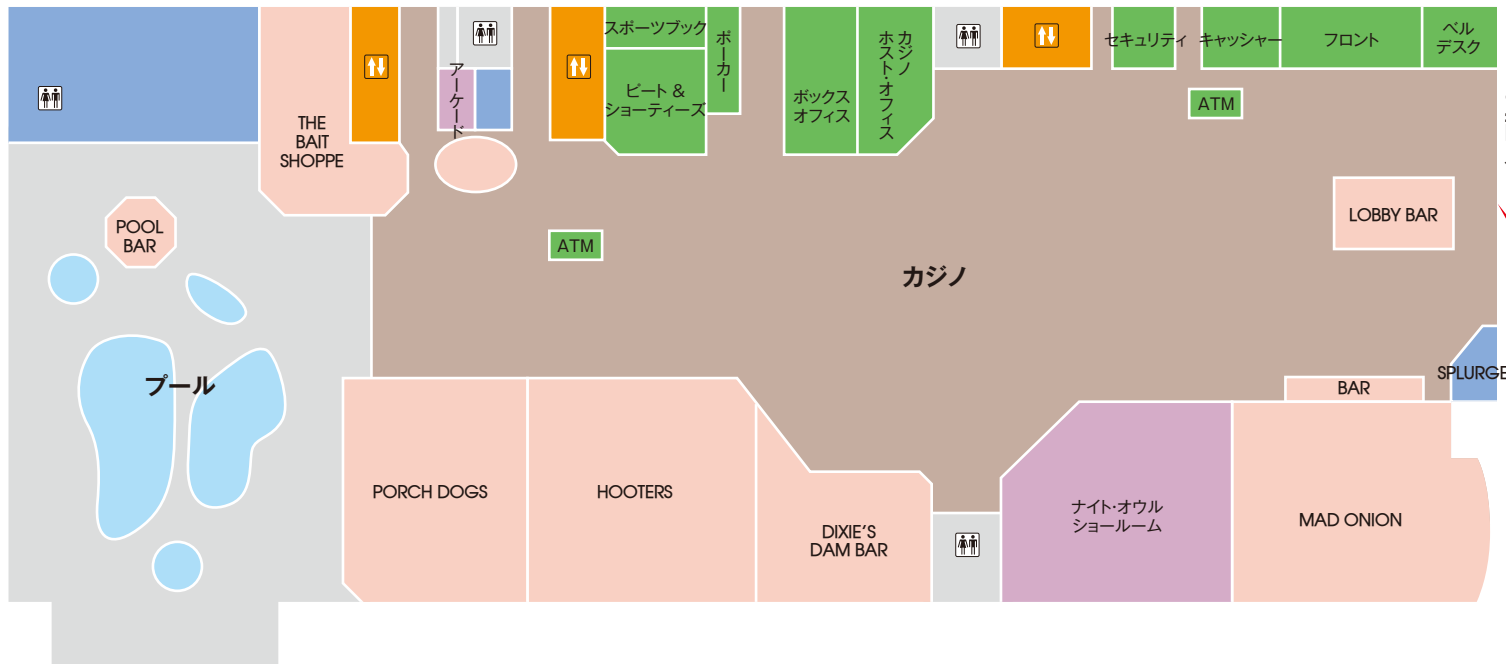 スポーツブック
ポーカー
カジノ
ホスト・オフィス
セキュリティ
キャッシャー
フロント
ベル
デスク
アーケード
ビート &
ショーティーズ
ボックス
オフィス
ATM
THE
BAIT
SHOPPE
LOBBY BAR
POOL
BAR
ATM
カジノ
プール
SPLURGE
BAR
PORCH DOGS
HOOTERS
ナイト・オウル
ショールーム
MAD ONION
DIXIE'S
DAM BAR